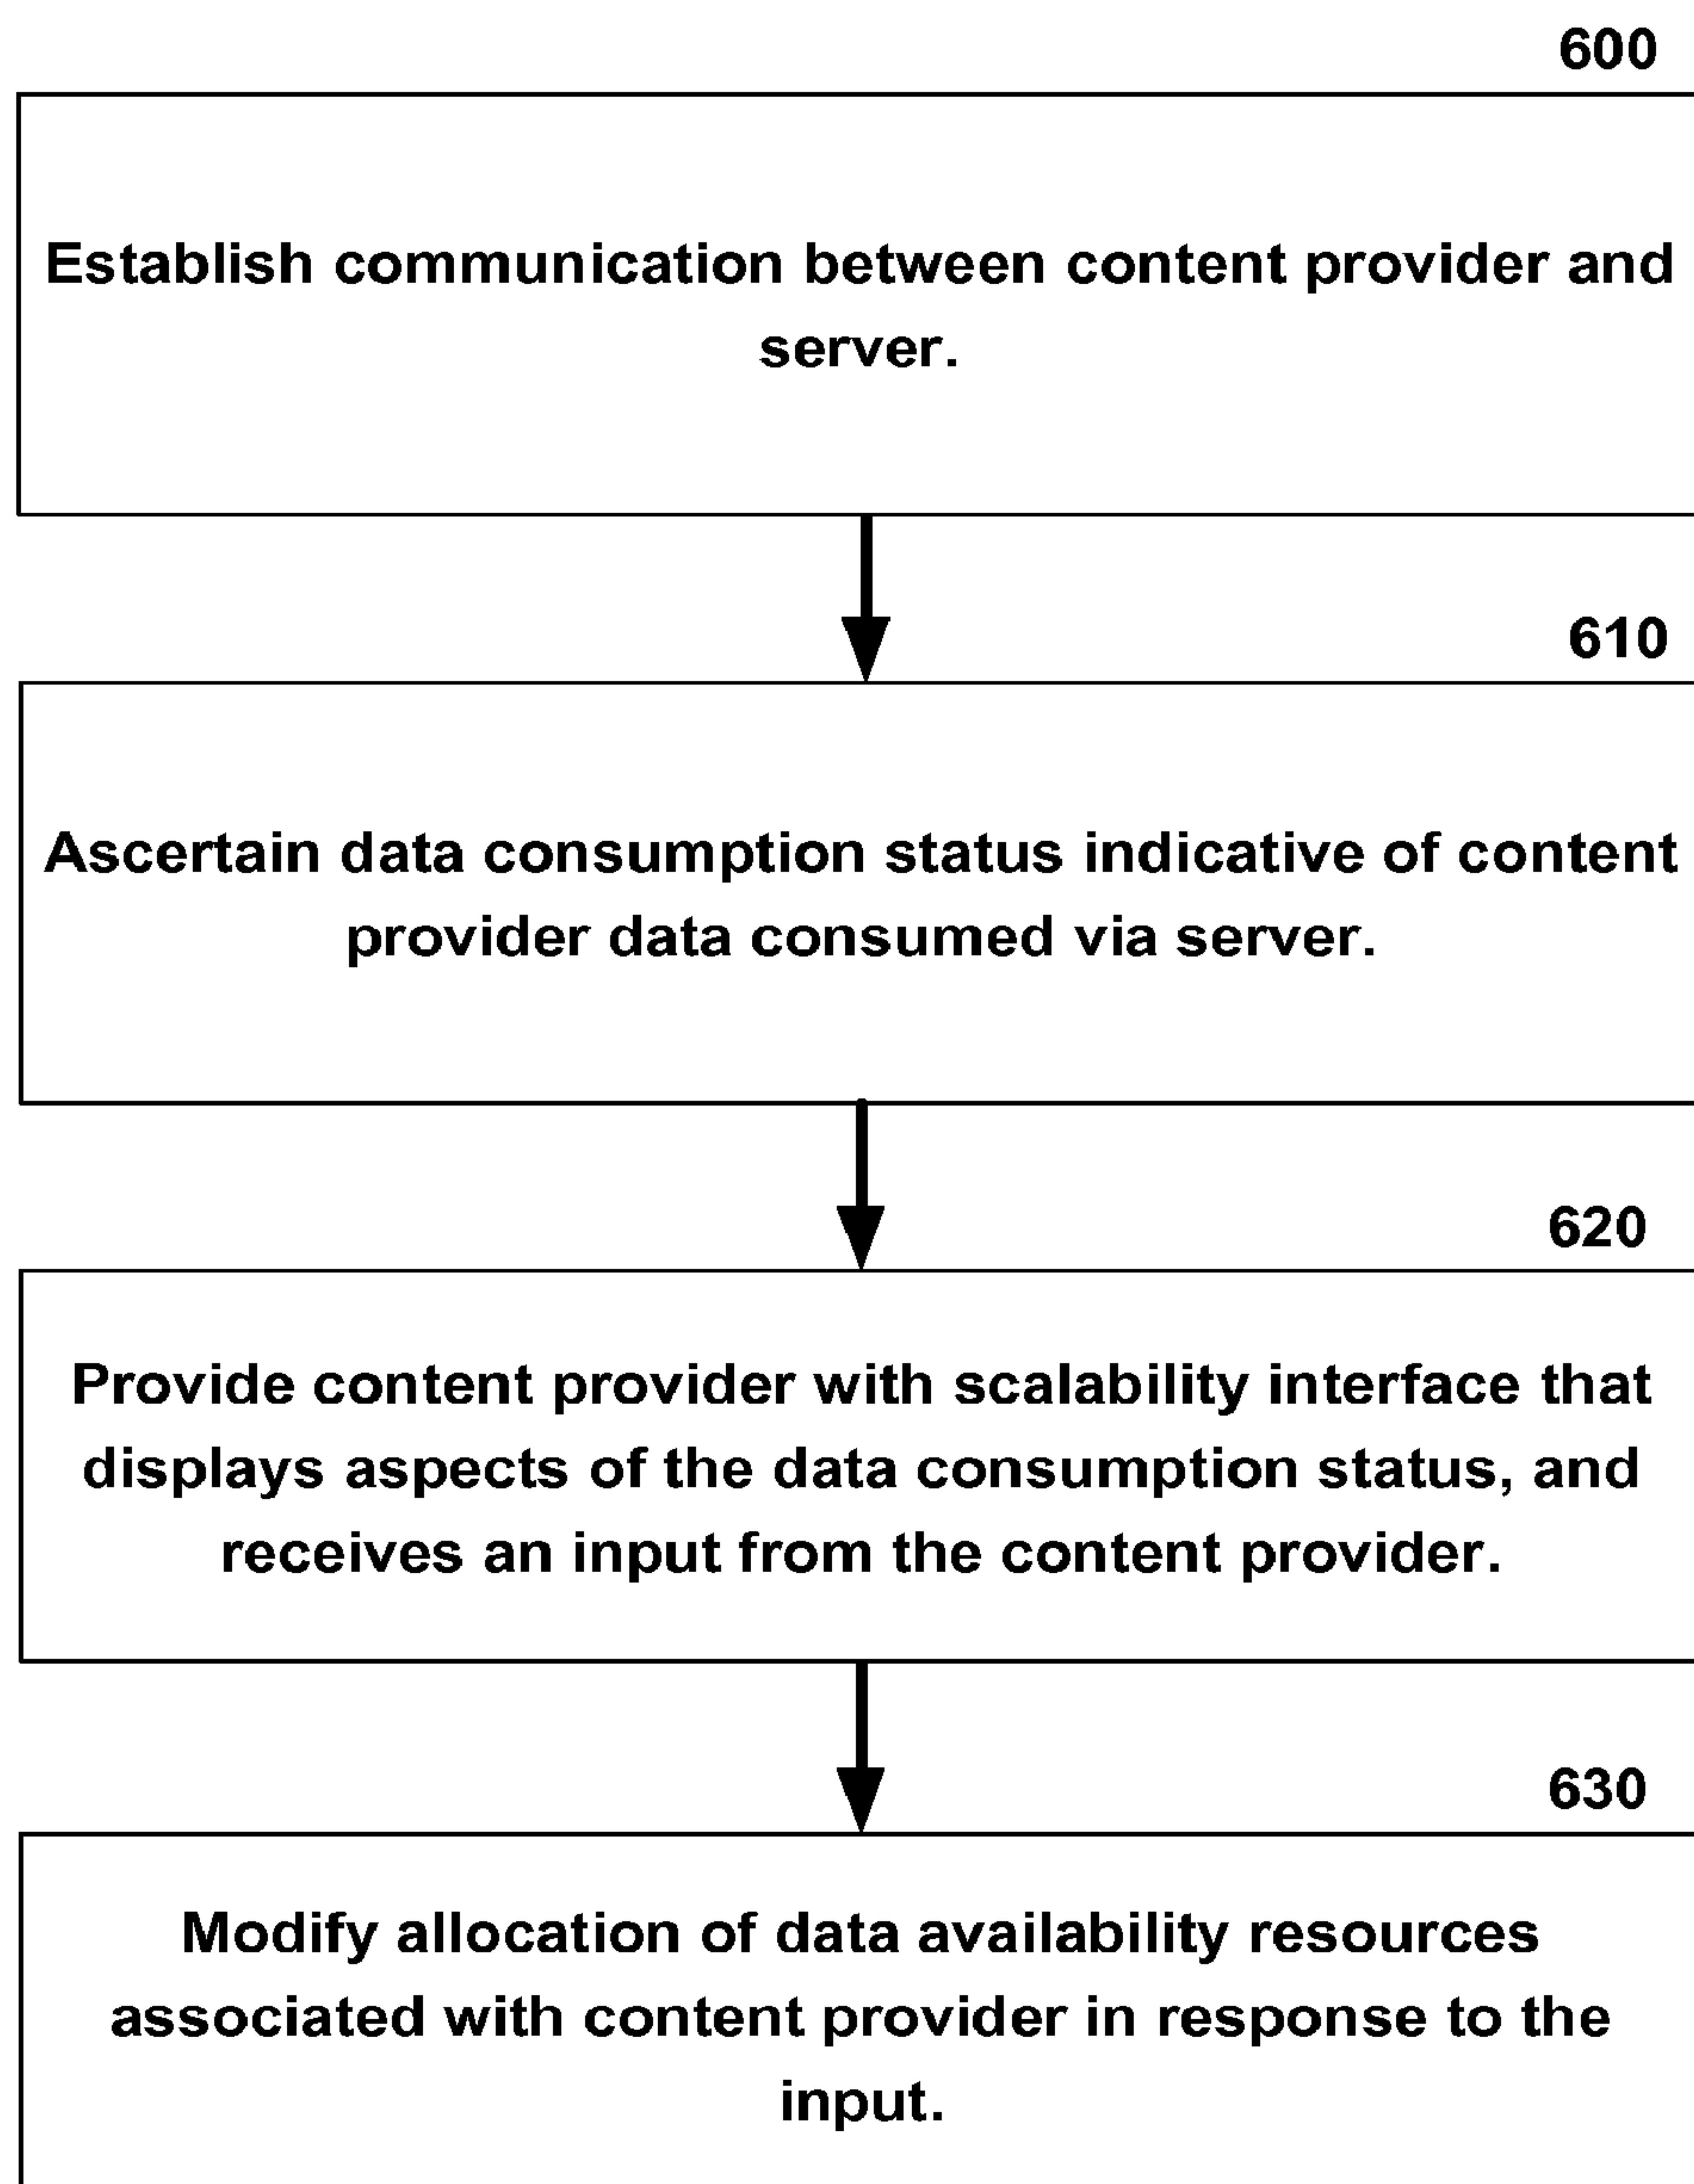 600
Establish communication between content provider and
server.
610
Ascertain data consumption status indicative of content
provider data consumed via server.
620
Provide content provider with scalability interface that
displays aspects of the data consumption status, and
receives an input from the content provider.
630
Modify allocation of data availability resources
associated with content provider in response to the
input.